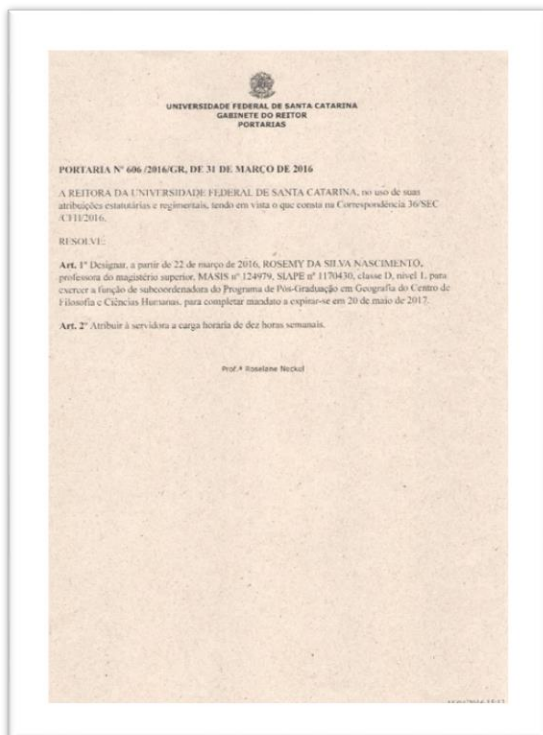 UNIVERSIDADE FEDERAL DE SANTA CATARINA
GABINETE DO REITOR
PORTARIAS
PORTARIA Nº 606 /2016/GR, DE 31 DE MARÇO DE 2016
A REITORA DA UNIVERSIDADE FEDERAL DE SANTA CATARINA, no uso de suas
atribuições estatutárias e regimentais, tendo em vista o que consta na Correspondência 36/SEC
/CFH/2016,
RESOLVE:
Art. 1º Designar, a partir de 22 de março de 2016, ROSEMY DA SILVA NASCIMENTO,
professora do magistério superior, MASIS nº 124979, SIAPE nº 1170430, classe D, nível 1, para
exercer a função de subcoordenadora do Programa de Pós-Graduação em Geografia do Centro de
Filosofia e Ciências Humanas, para completar mandato a expirar-se em 20 de maio de 2017.
Art. 2º Atribuir à servidora a carga horária de dez horas semanais.
Prof.ª Roselane Neckel